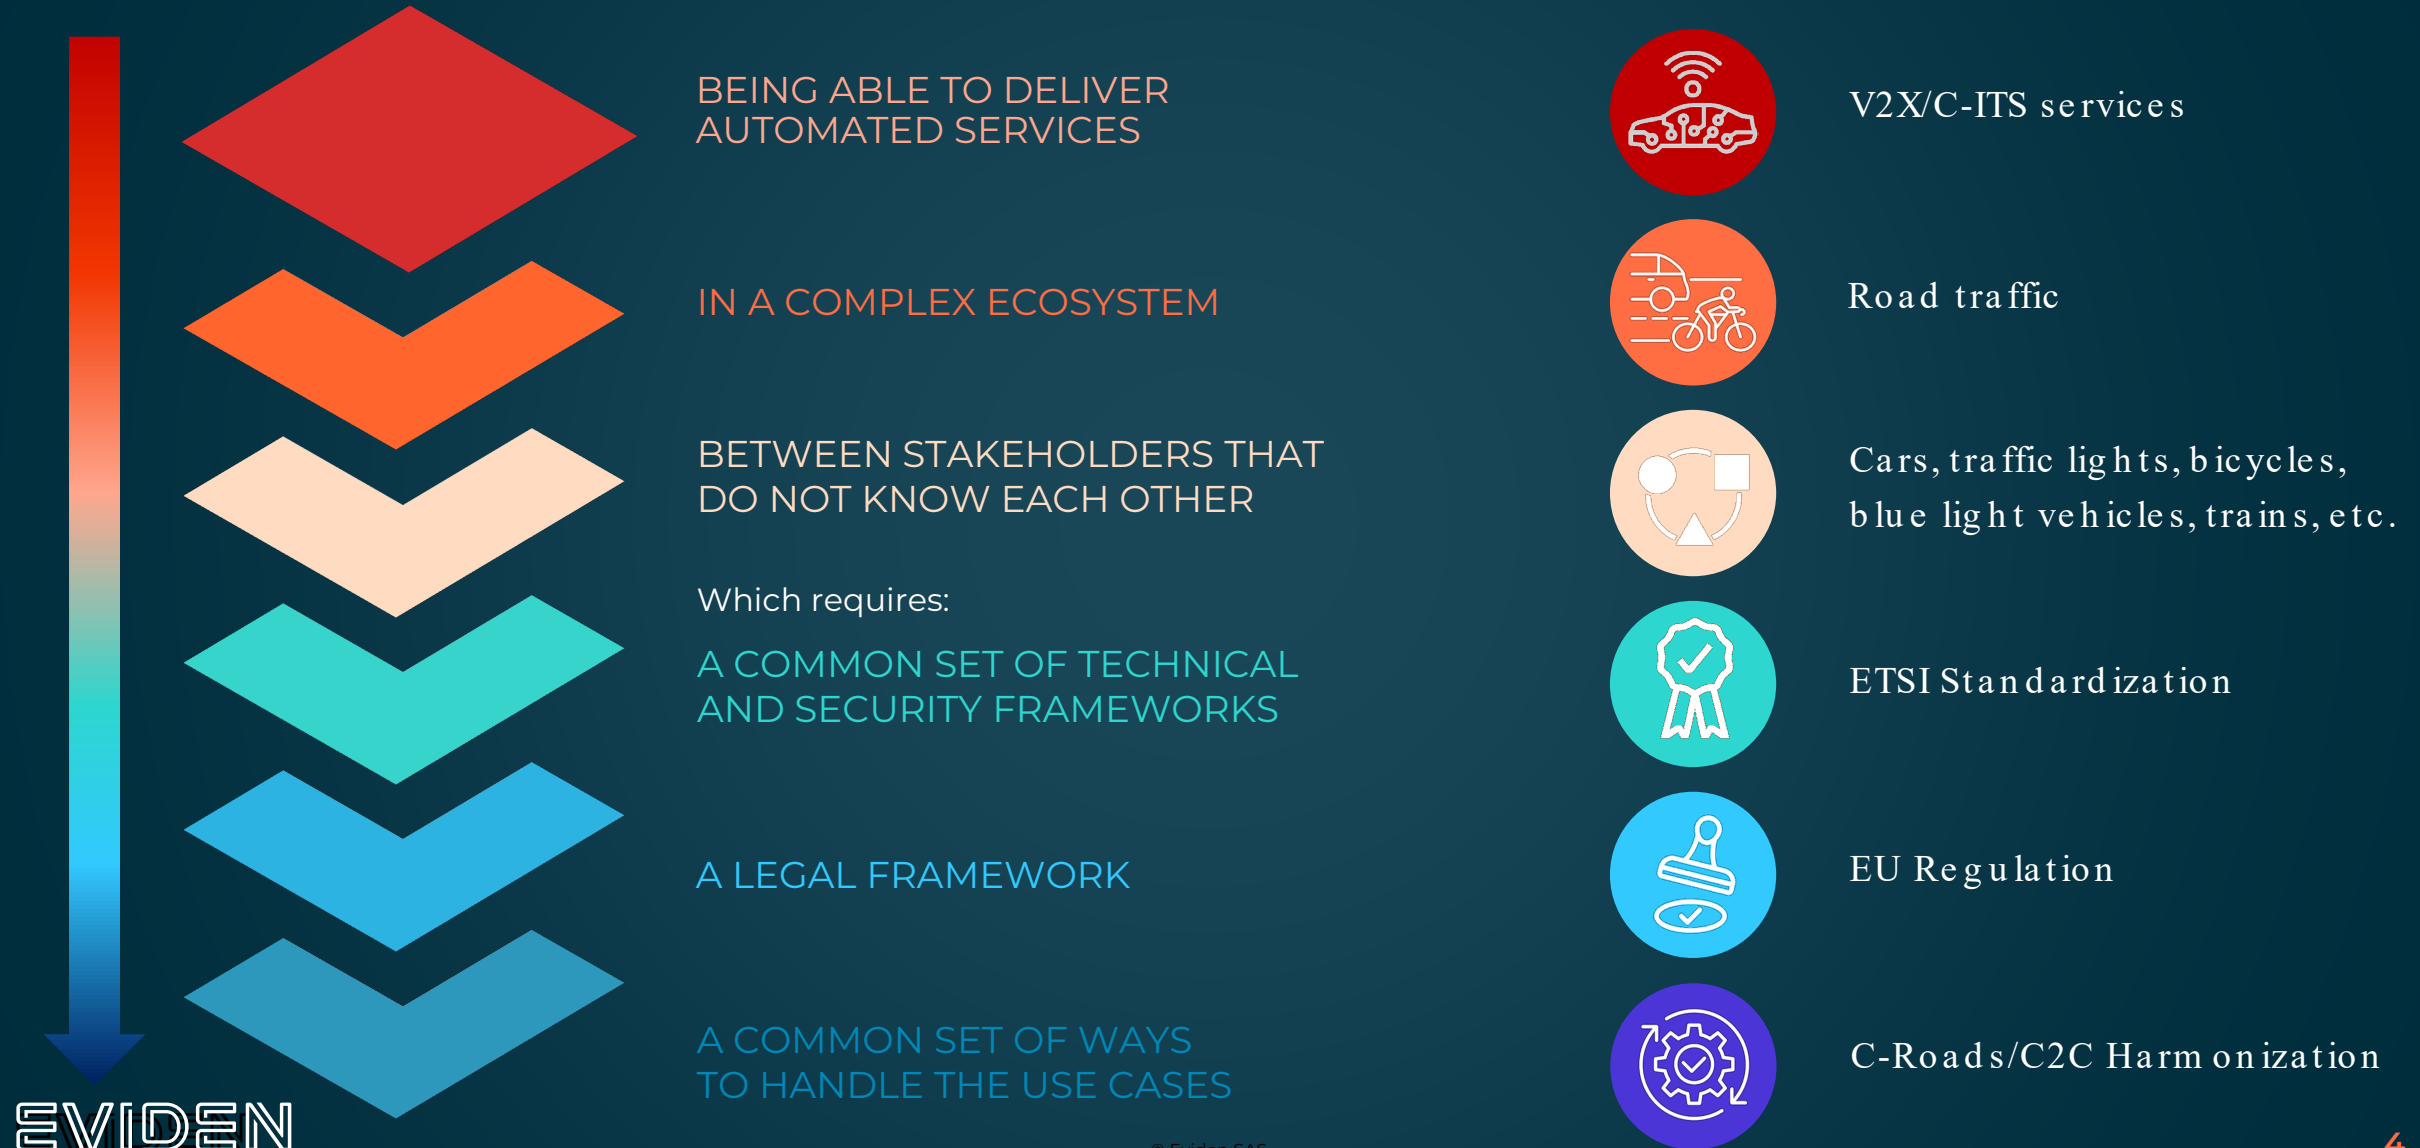 BEING ABLE TO DELIVER
AUTOMATED SERVICES
V2X/C-ITS services
IN A COMPLEX ECOSYSTEM
Road traffic
BETWEEN STAKEHOLDERS THAT
DO NOT KNOW EACH OTHER
Cars, traffic lights, bicycles,
blue light vehicles, trains, etc.
Which requires:
A COMMON SET OF TECHNICAL
AND SECURITY FRAMEWORKS
ETSI Standardization
A LEGAL FRAMEWORK
EU Regulation
A COMMON SET OF WAYS
TO HANDLE THE USE CASES
C-Roads/C2C Harmonization
EVIDEN
© Eviden SAS
4